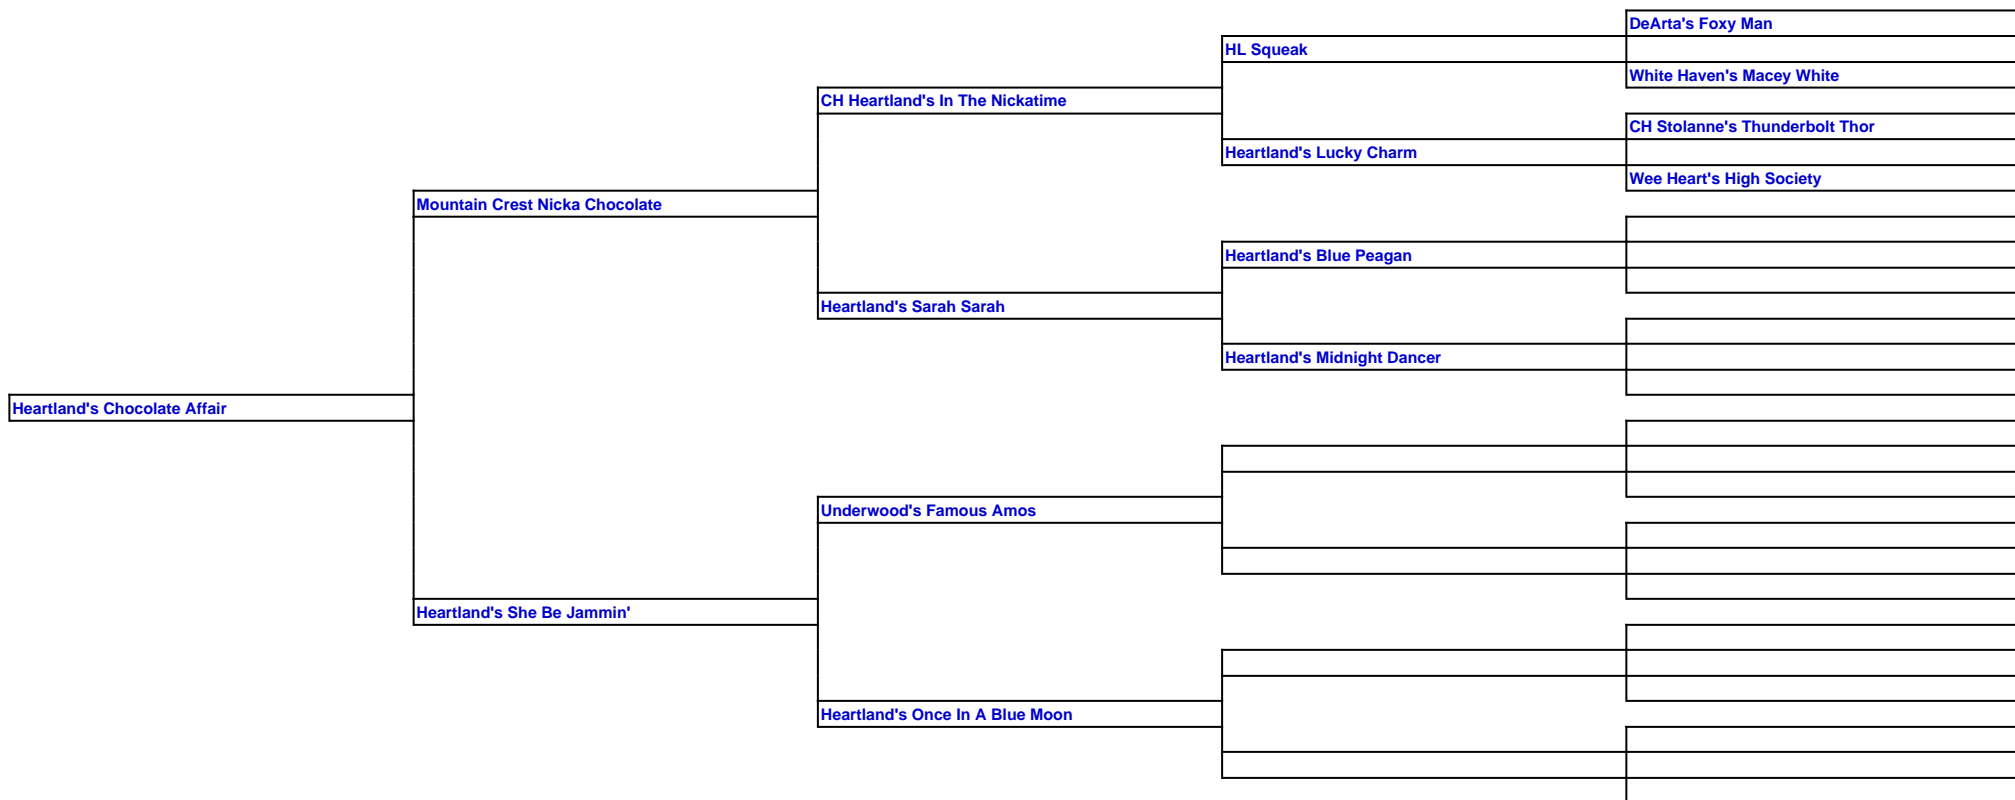 DeArta's Foxy Man
HL Squeak
White Haven's Macey White
CH Heartland's In The Nickatime
CH Stolanne's Thunderbolt Thor
Heartland's Lucky Charm
Wee Heart's High Society
Mountain Crest Nicka Chocolate
Heartland's Blue Peagan
Heartland's Sarah Sarah
Heartland's Midnight Dancer
Heartland's Chocolate Affair
Underwood's Famous Amos
Heartland's She Be Jammin'
Heartland's Once In A Blue Moon